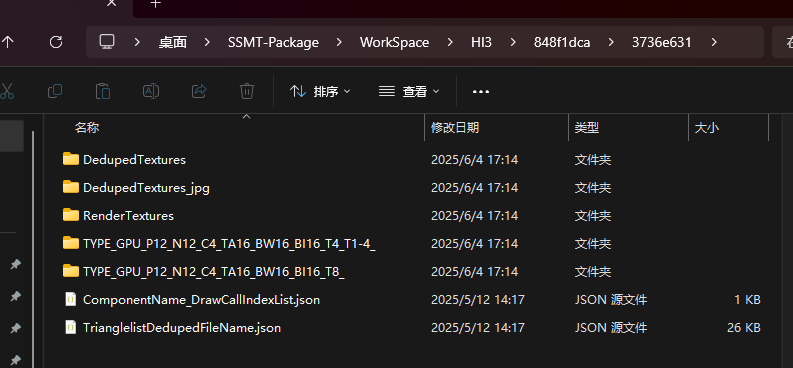 桌面 > SSMT-Package > WorkSpace > HI3 > 848f1dca > 3736e631 >
排序 查看 ...
名称 修改日期 类型 大小
DedupedTextures 2025/6/4 17:14 文件夹
DedupedTextures_jpg 2025/6/4 17:14 文件夹
RenderTextures 2025/6/4 17:14 文件夹
TYPE_GPU_P12_N12_C4_TA16_BW16_BI16_T4_T1-4_ 2025/6/4 17:14 文件夹
TYPE_GPU_P12_N12_C4_TA16_BW16_BI16_T8_ 2025/6/4 17:14 文件夹
ComponentName_DrawCallIndexList.json 2025/5/12 14:17 JSON 源文件 1 KB
TrianglelistDedupedFileName.json 2025/5/12 14:17 JSON 源文件 26 KB